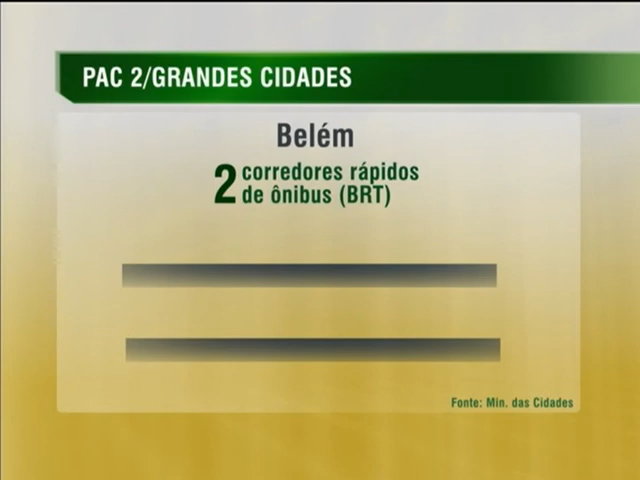 PAC 2/GRANDES CIDADES
Belém
2 corredores rápidos
de ônibus (BRT)
Fonte: Min. das Cidades